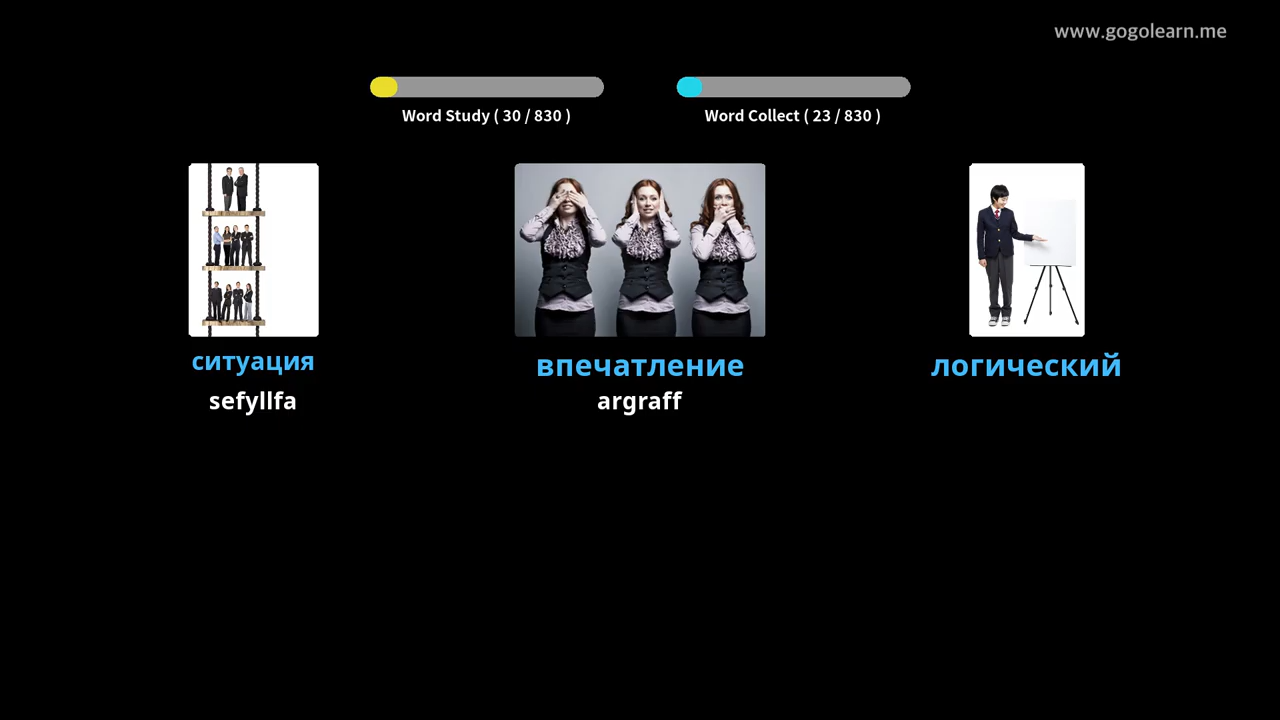 www.gogolearn.me
Word Study ( 30 / 830 )
Word Collect ( 23 / 830 )
ситуация
sefyllfa
впечатление
argraff
логический